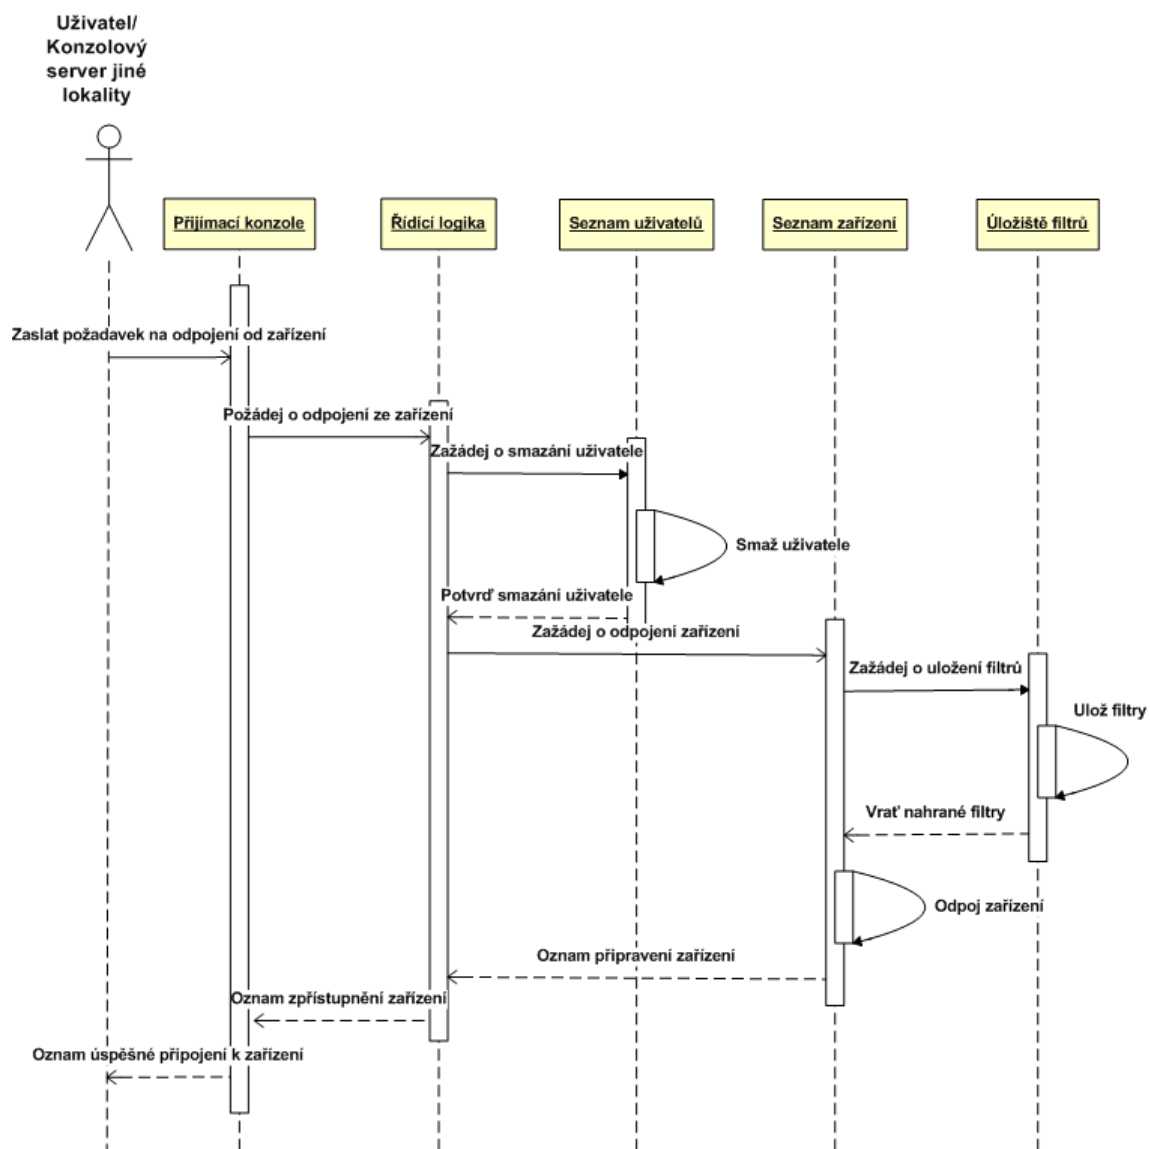 Uživatel/
Konzolový
server jiné
lokality
Přijímací konzole
Řídicí logika
Seznam uživatelů
Seznam zařízení
Úložiště filtrů
Zaslat požadavek na odpojení od zařízení
Požádej o odpojení ze zařízení
Zažádej o smazání uživatele
Smaž uživatele
Potvrď smazání uživatele
Zažádej o odpojení zařízení
Zažádej o uložení filtrů
Ulož filtry
Vrať nahrané filtry
Odpoj zařízení
Oznam připravení zařízení
Oznam zpřístupnění zařízení
Oznam úspěšné připojení k zařízení